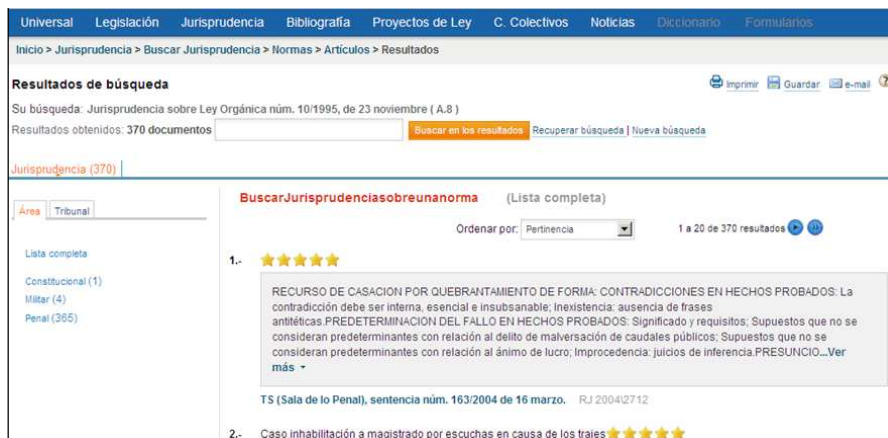 Universal Legislación Jurisprudencia Bibliografía Proyectos de Ley C. Colectivos Noticias Diccionario Formularios
Inicio > Jurisprudencia > Buscar Jurisprudencia > Normas > Artículos > Resultados
Resultados de búsqueda
Imprimir Guardar e-mail
Su búsqueda: Jurisprudencia sobre Ley Orgánica núm. 10/1995, de 23 noviembre ( A.8 )
Resultados obtenidos: 370 documentos Buscar en los resultados Recuperar búsqueda | Nueva búsqueda
Jurisprudencia (370)
Área Tribunal
Lista completa
Constitucional (1)
Militar (4)
Penal (365)
BuscarJurisprudenciasobreunanorma (Lista completa)
Ordenar por: Pertinencia 1 a 20 de 370 resultados
1.-
RECURSO DE CASACION POR QUEBRANTAMIENTO DE FORMA: CONTRADICCIONES EN HECHOS PROBADOS: La
contradicción debe ser interna, esencial e insubsanable; Inexistencia: ausencia de frases
antitéticas.PREDETERMINACION DEL FALLO EN HECHOS PROBADOS: Significado y requisitos; Supuestos que no se
consideran predeterminantes con relación al delito de malversación de caudales públicos; Supuestos que no se
consideran predeterminantes con relación al ánimo de lucro; Improcedencia: juicios de inferencia.PRESUNCIO...Ver
más
TS (Sala de lo Penal), sentencia núm. 163/2004 de 16 marzo. RJ 2004\2712
2.- Caso inhabilitación a magistrado por escuchas en causa de los trajes